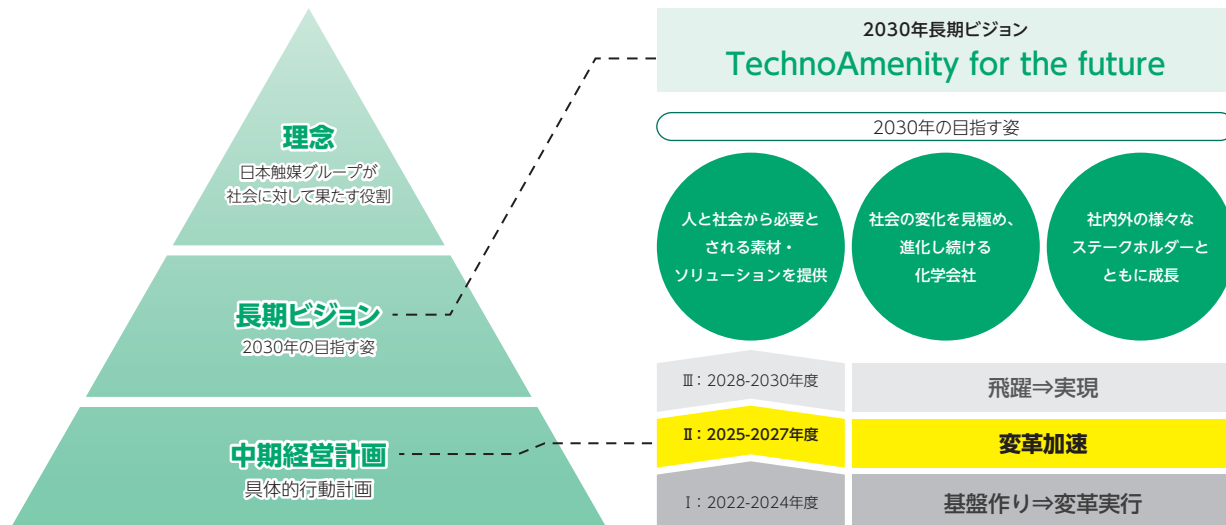 理念
日本触媒グループが
社会に対して果たす役割
長期ビジョン
2030年の目指す姿
中期経営計画
具体的行動計画
2030年長期ビジョン
TechnoAmenity for the future
2030年の目指す姿
人と社会から必要と
される素材・
ソリューションを提供
社会の変化を見極め、
進化し続ける
化学会社
社内外の様々な
ステークホルダーと
ともに成長
Ⅲ：2028-2030年度
飛躍⇒実現
Ⅱ：2025-2027年度
変革加速
Ⅰ：2022-2024年度
基盤作り⇒変革実行